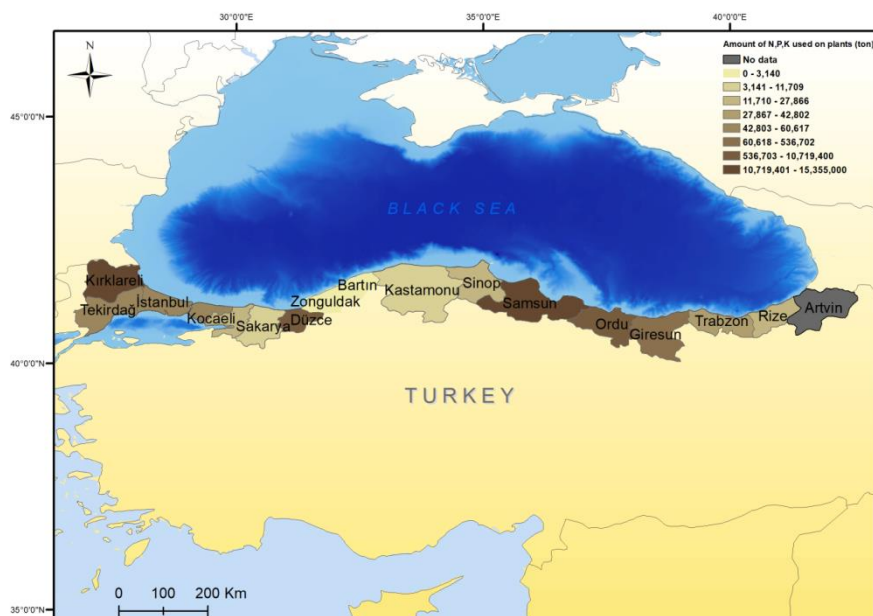 30°0'0"E 35°0'0"E 40°0'0"E
N
Amount of N,P,K used on plants (ton)
No data
0 - 3,140
3,141 - 11,709
11,710 - 27,866
27,867 - 42,802
42,803 - 60,617
60,618 - 536,702
536,703 - 10,719,400
10,719,401 - 15,355,000
45°0'0"N
BLACK SEA
Kırklareli
Tekirdağ
İstanbul
Kocaeli
Sakarya
Düzce
Zonguldak
Bartın
Kastamonu
Sinop
Samsun
Ordu
Giresun
Trabzon
Rize
Artvin
40°0'0"N
TURKEY
35°0'0"N
0 100 200 Km